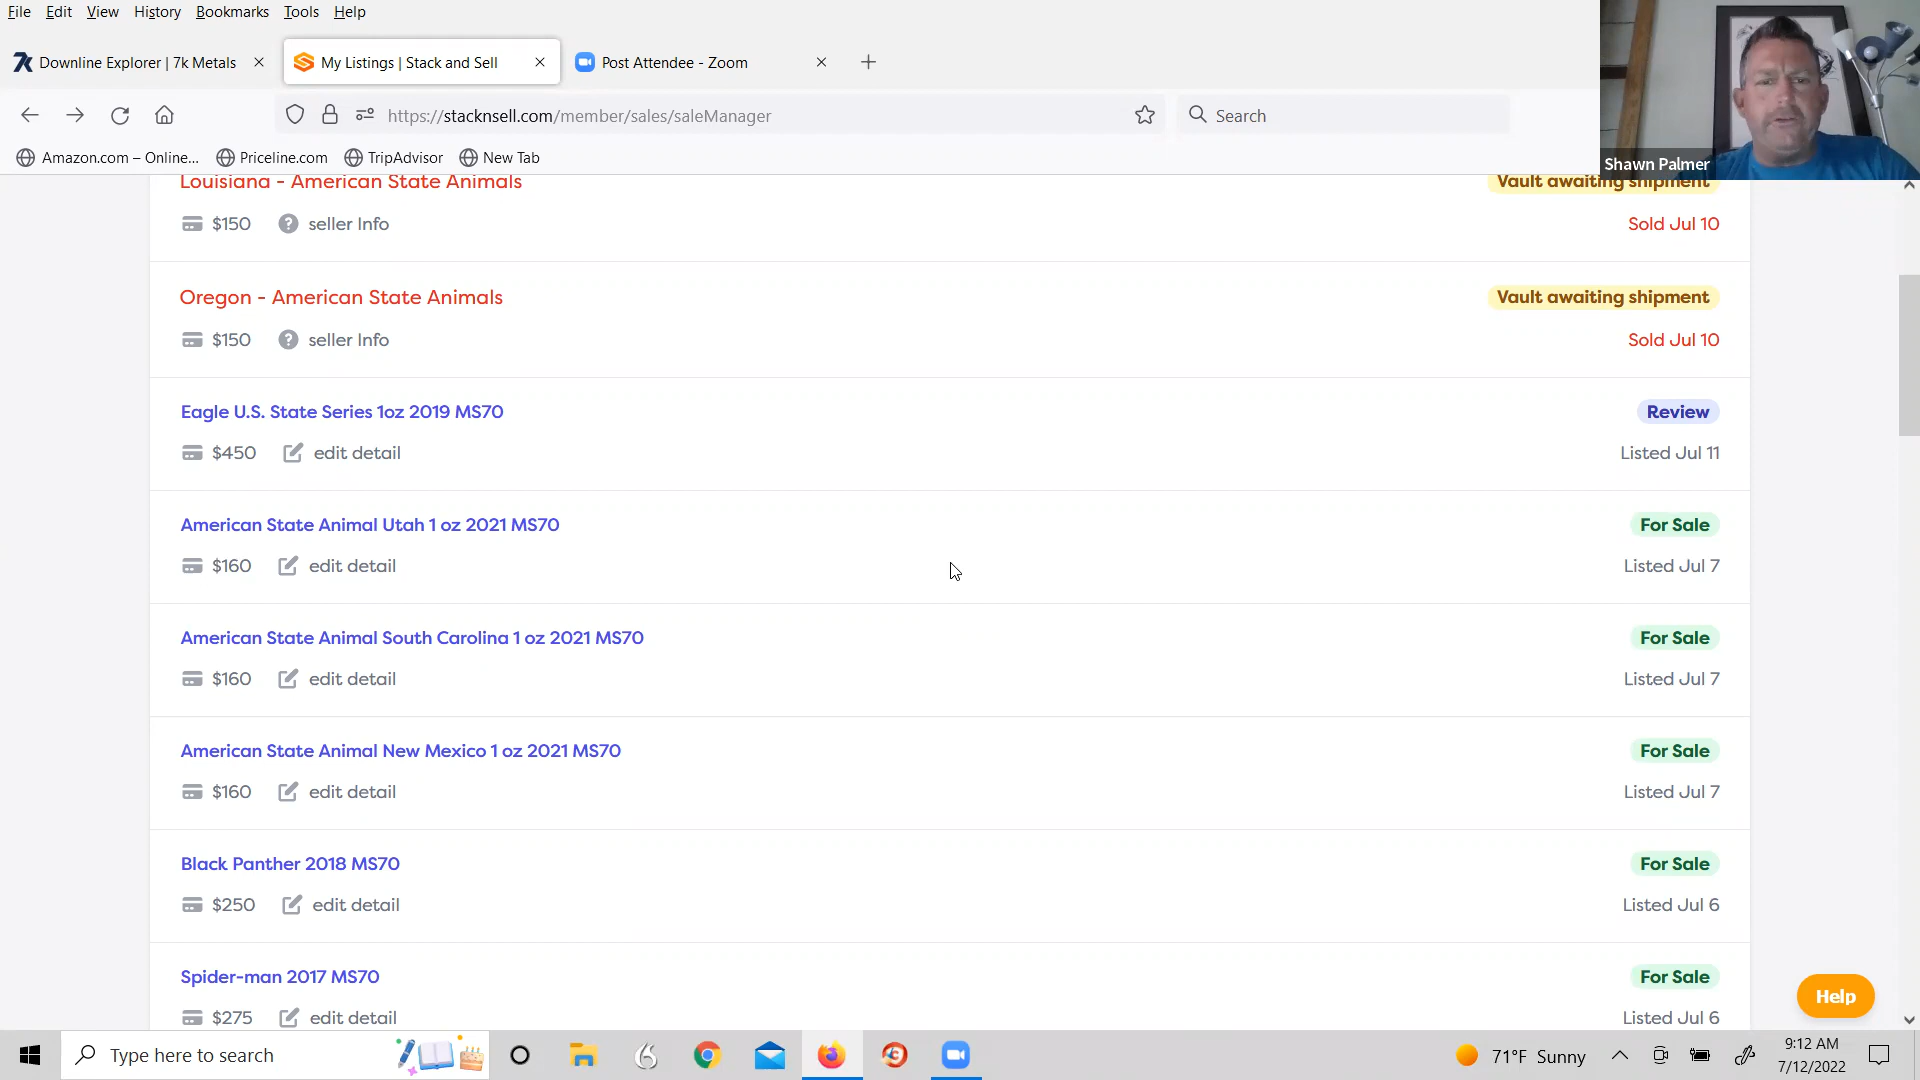 File Edit View History Bookmarks Tools Help
Downline Explorer | 7k Metals
My Listings | Stack and Sell
Post Attendee - Zoom
https://stacknsell.com/member/sales/saleManager
Search
Amazon.com – Online... Priceline.com TripAdvisor New Tab
Shawn Palmer
Louisiana - American State Animals
Vault awaiting shipment
$150 seller Info
Sold Jul 10
Oregon - American State Animals
Vault awaiting shipment
$150 seller Info
Sold Jul 10
Eagle U.S. State Series 1oz 2019 MS70
Review
$450 edit detail
Listed Jul 11
American State Animal Utah 1 oz 2021 MS70
For Sale
$160 edit detail
Listed Jul 7
American State Animal South Carolina 1 oz 2021 MS70
For Sale
$160 edit detail
Listed Jul 7
American State Animal New Mexico 1 oz 2021 MS70
For Sale
$160 edit detail
Listed Jul 7
Black Panther 2018 MS70
For Sale
$250 edit detail
Listed Jul 6
Spider-man 2017 MS70
For Sale
$275 edit detail
Listed Jul 6
Help
Type here to search
71°F Sunny
9:12 AM
7/12/2022